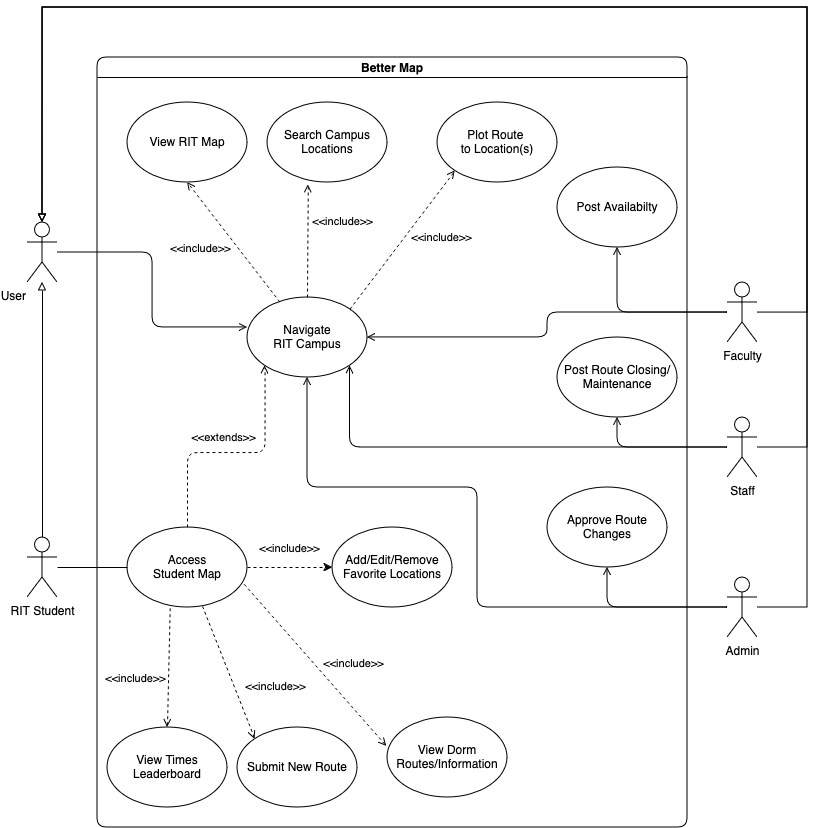 Better Map
View RIT Map
Search Campus
Locations
Plot Route
to Location(s)
Post Availabilty
<<include>>
<<include>>
<<include>>
User
Navigate
RIT Campus
Faculty
Post Route Closing/
Maintenance
<<extends>>
Staff
Approve Route
Changes
Access
Student Map
<<include>>
Add/Edit/Remove
Favorite Locations
RIT Student
Admin
<<include>>
<<include>>
<<include>>
View Times
Leaderboard
Submit New Route
View Dorm
Routes/Information